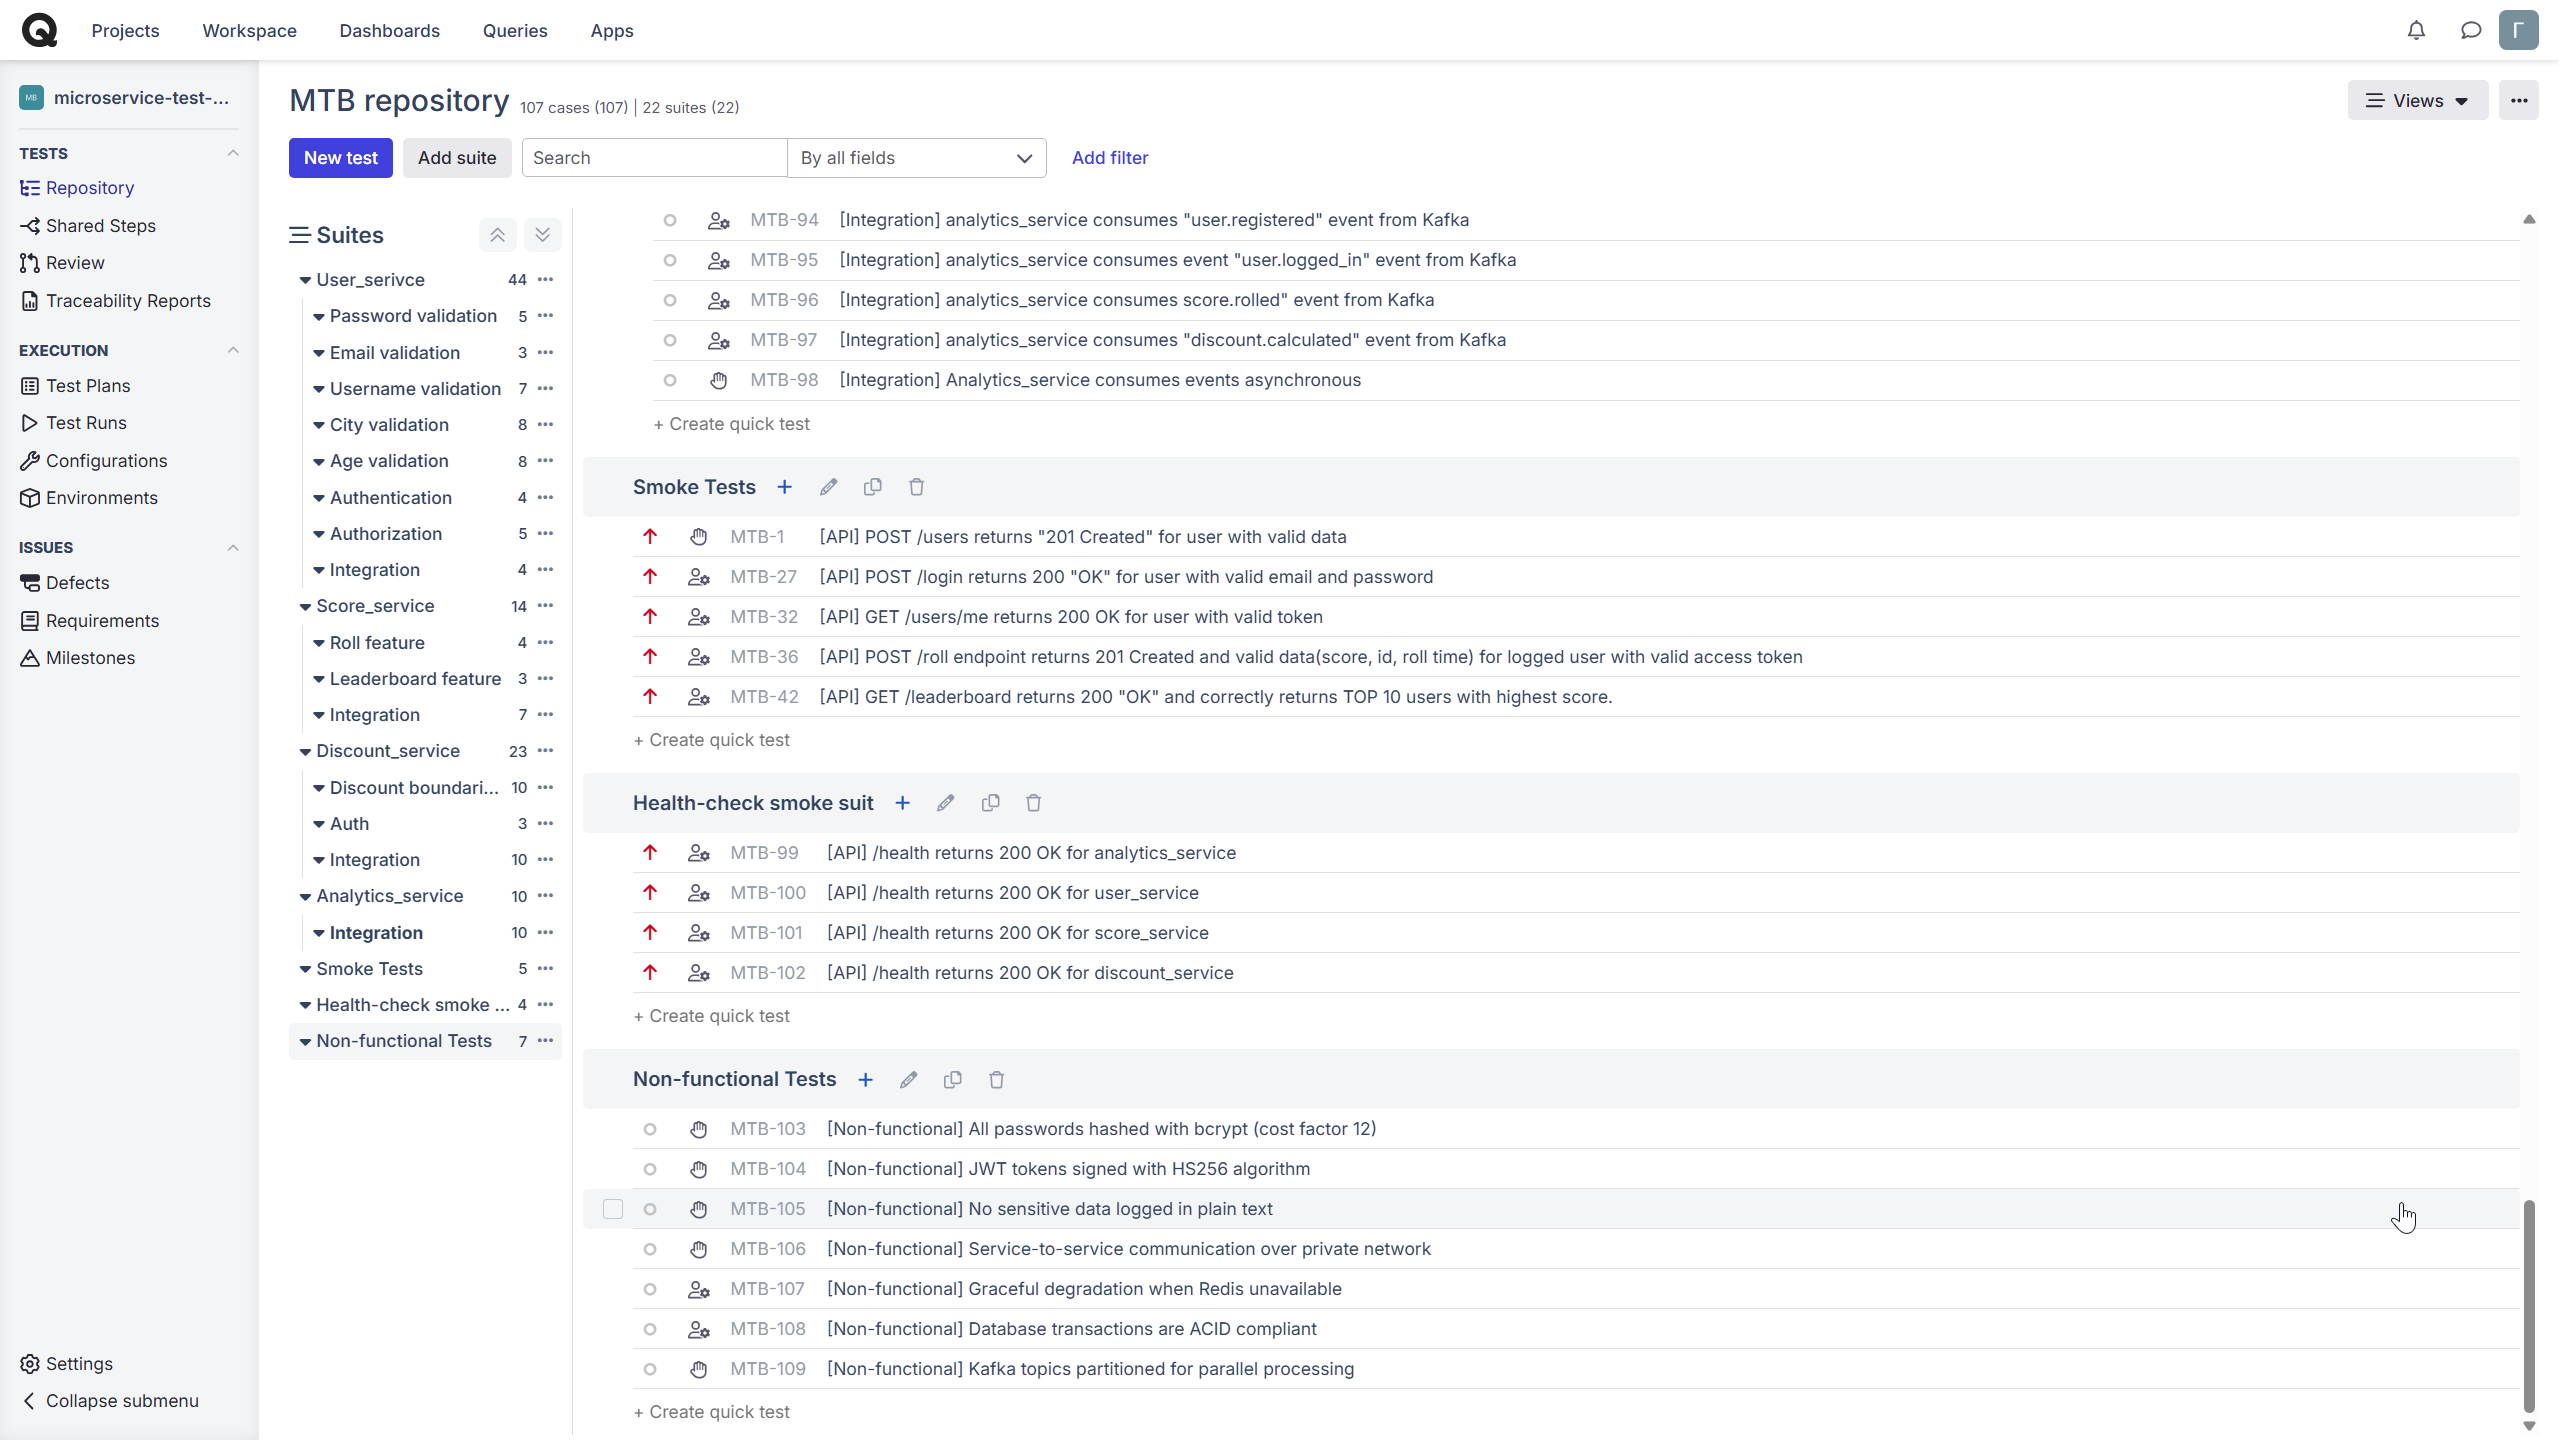 Projects Workspace Dashboards Queries Apps Г
MB microservice-test-...
TESTS
Repository
Shared Steps
Review
Traceability Reports
EXECUTION
Test Plans
Test Runs
Configurations
Environments
ISSUES
Defects
Requirements
Milestones
Settings
Collapse submenu
MTB repository 107 cases (107) | 22 suites (22)
Views
New test Add suite Search By all fields Add filter
Suites
User_serivce 44
Password validation 5
Email validation 3
Username validation 7
City validation 8
Age validation 8
Authentication 4
Authorization 5
Integration 4
Score_service 14
Roll feature 4
Leaderboard feature 3
Integration 7
Discount_service 23
Discount boundari... 10
Auth 3
Integration 10
Analytics_service 10
Integration 10
Smoke Tests 5
Health-check smoke ... 4
Non-functional Tests 7
MTB-94 [Integration] analytics_service consumes "user.registered" event from Kafka
MTB-95 [Integration] analytics_service consumes event "user.logged_in" event from Kafka
MTB-96 [Integration] analytics_service consumes score.rolled" event from Kafka
MTB-97 [Integration] analytics_service consumes "discount.calculated" event from Kafka
MTB-98 [Integration] Analytics_service consumes events asynchronous
+ Create quick test
Smoke Tests
MTB-1 [API] POST /users returns "201 Created" for user with valid data
MTB-27 [API] POST /login returns 200 "OK" for user with valid email and password
MTB-32 [API] GET /users/me returns 200 OK for user with valid token
MTB-36 [API] POST /roll endpoint returns 201 Created and valid data(score, id, roll time) for logged user with valid access token
MTB-42 [API] GET /leaderboard returns 200 "OK" and correctly returns TOP 10 users with highest score.
+ Create quick test
Health-check smoke suit
MTB-99 [API] /health returns 200 OK for analytics_service
MTB-100 [API] /health returns 200 OK for user_service
MTB-101 [API] /health returns 200 OK for score_service
MTB-102 [API] /health returns 200 OK for discount_service
+ Create quick test
Non-functional Tests
MTB-103 [Non-functional] All passwords hashed with bcrypt (cost factor 12)
MTB-104 [Non-functional] JWT tokens signed with HS256 algorithm
MTB-105 [Non-functional] No sensitive data logged in plain text
MTB-106 [Non-functional] Service-to-service communication over private network
MTB-107 [Non-functional] Graceful degradation when Redis unavailable
MTB-108 [Non-functional] Database transactions are ACID compliant
MTB-109 [Non-functional] Kafka topics partitioned for parallel processing
+ Create quick test